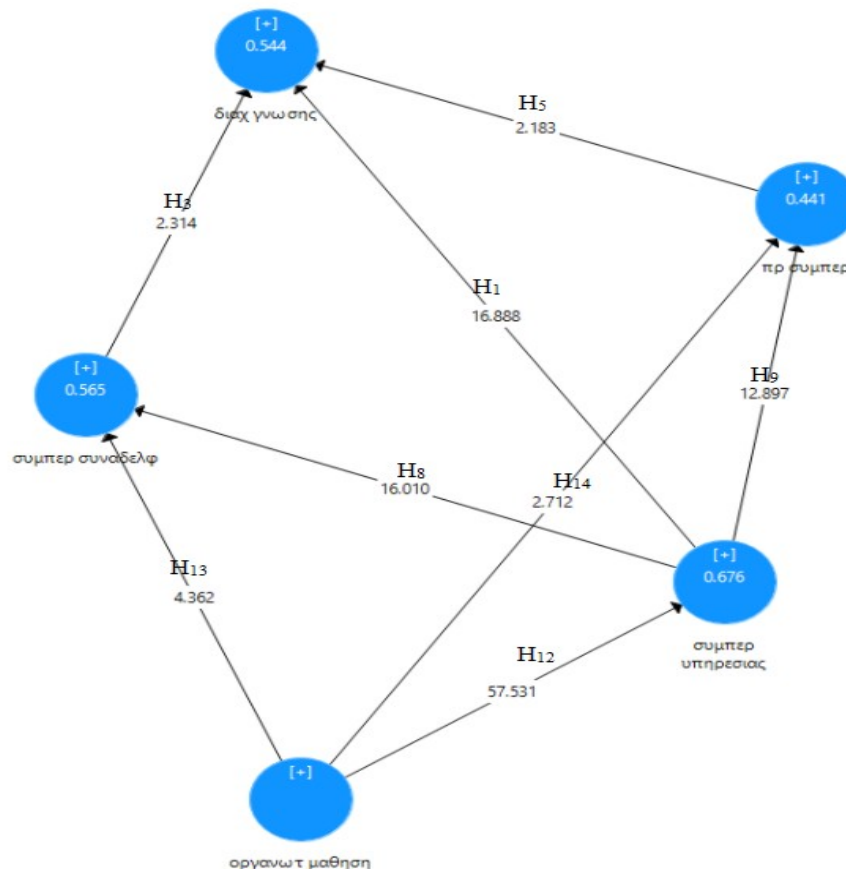 [+]
0.544
διαχ γνωσης
H5
2.183
[+]
0.441
πρ συμπερ
H3
2.314
H1
16.888
[+]
0.565
συμπερ συναδελφ
H9
12.897
H8
16.010
H14
2.712
[+]
0.676
συμπερ
υπηρεσιας
H13
4.362
H12
57.531
[+]
οργανωτ μαθηση